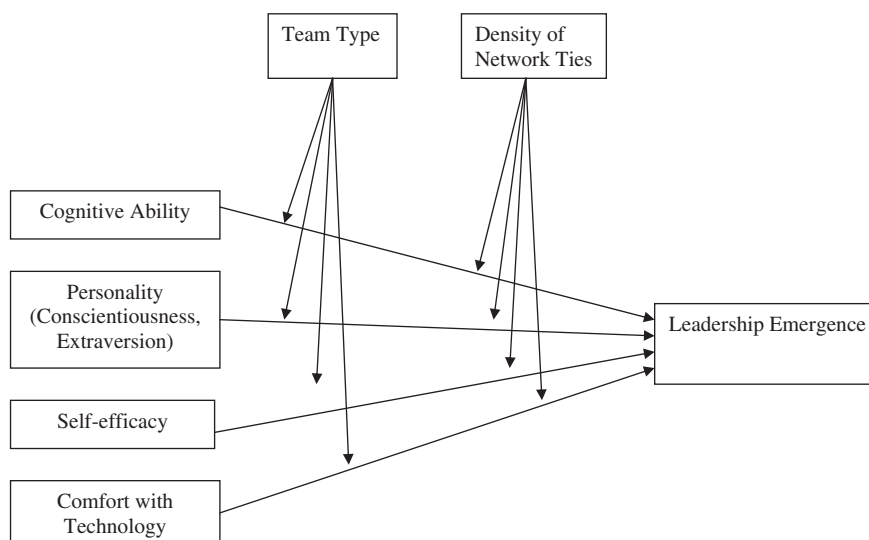 Team Type
Density of
Network Ties
Cognitive Ability
Personality
(Conscientiousness,
Extraversion)
Leadership Emergence
Self-efficacy
Comfort with
Technology